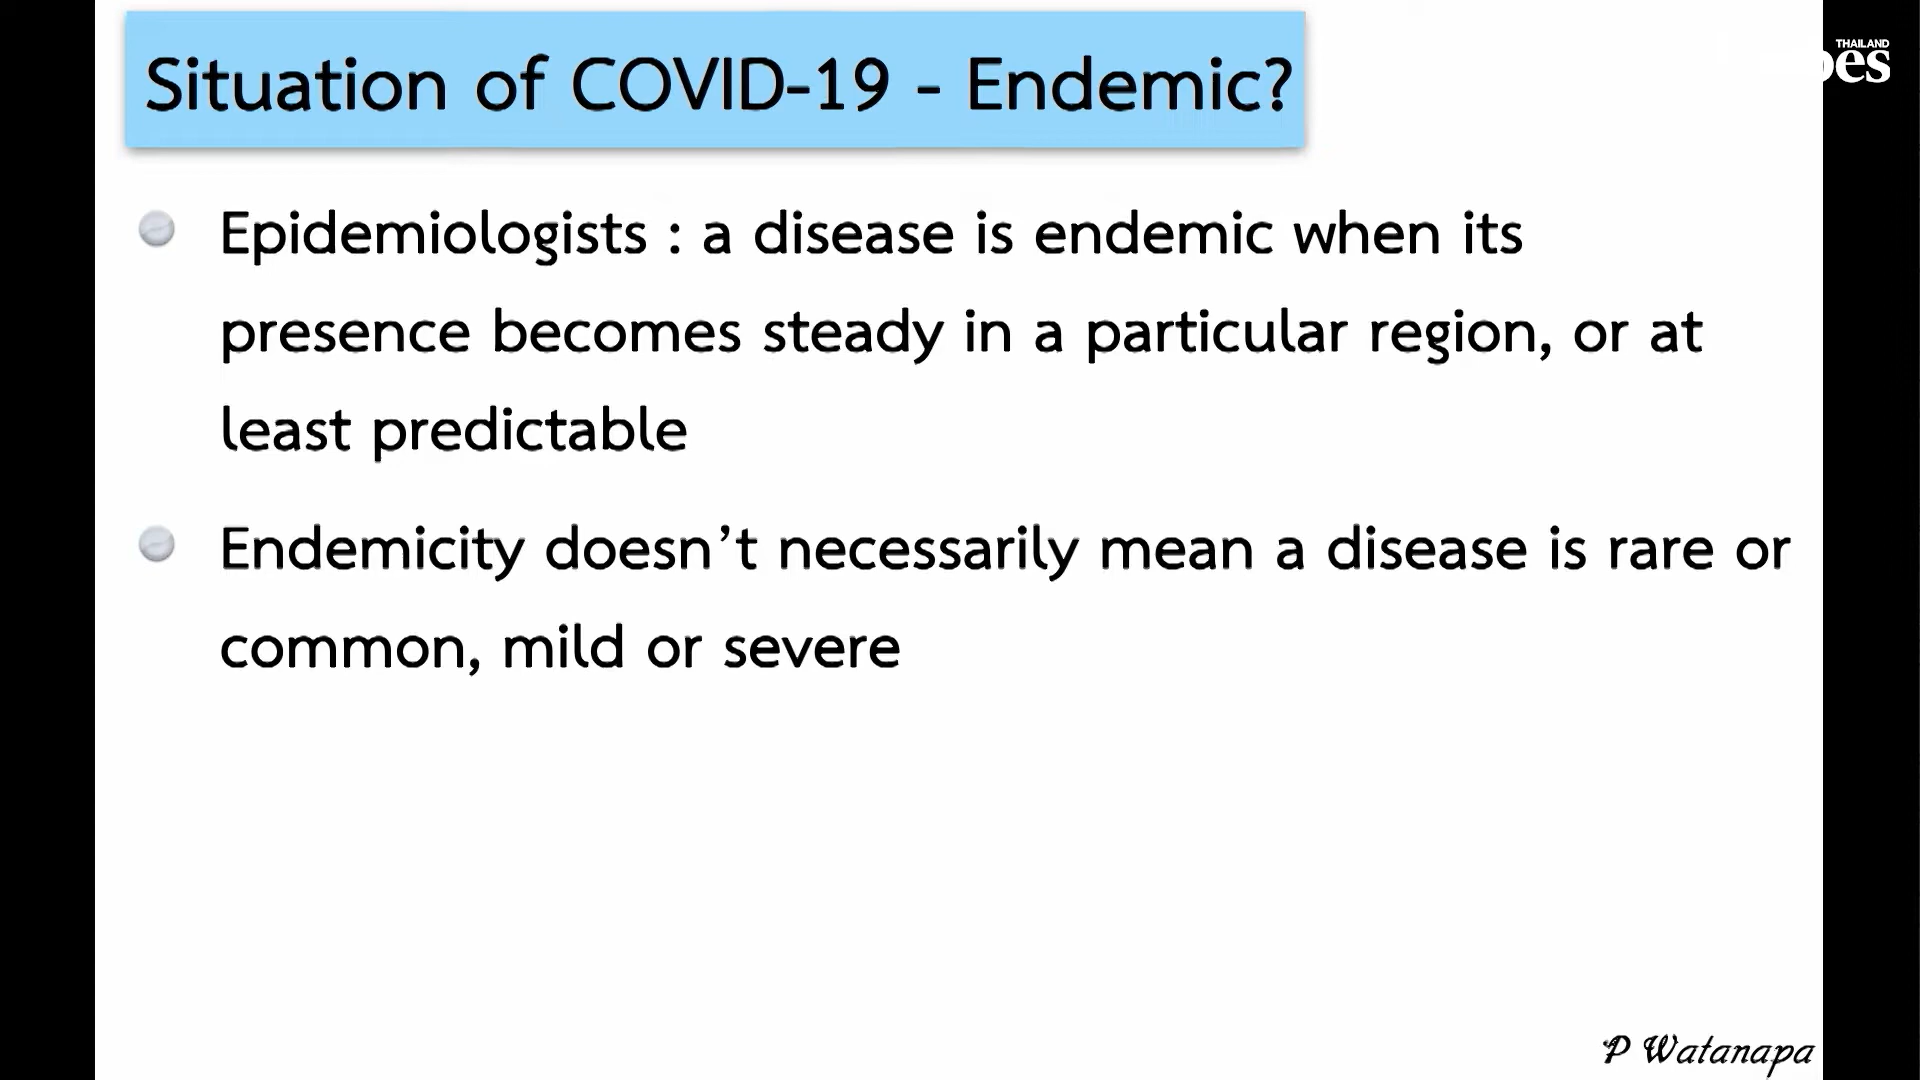 Situation of COVID-19 - Endemic?
THAILAND
Epidemiologists : a disease is endemic when its
presence becomes steady in a particular region, or at
least predictable
Endemicity doesn’t necessarily mean a disease is rare or
common, mild or severe
P Watanapa